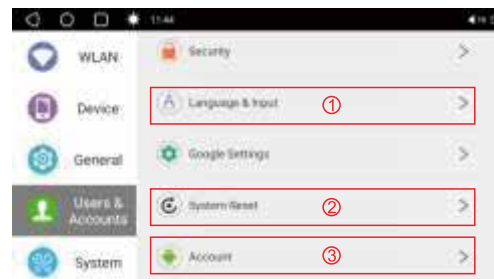 11:44
WLAN
Security
Device
Language & Input
①
General
Google Settings
Users &
Accounts
System Reset
②
System
Account
③